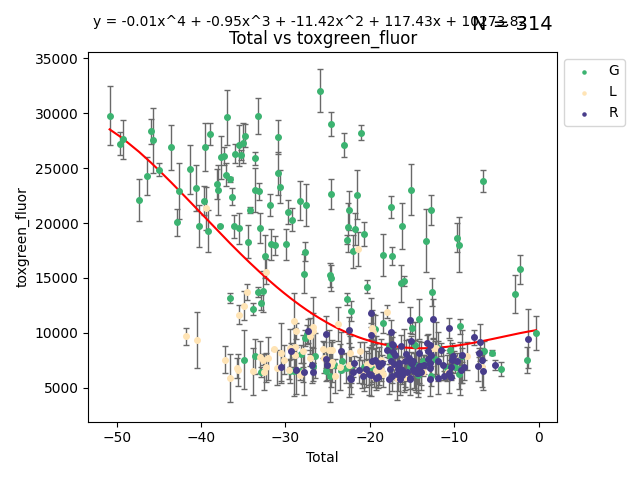 y = -0.01x^4 + -0.95x^3 + -11.42x^2 + 117.43x + 10273.82
N = 314
Total vs toxgreen_fluor
35000
30000
25000
20000
15000
10000
5000
toxgreen_fluor
−50
−40
−30
−20
−10
0
Total
G
L
R